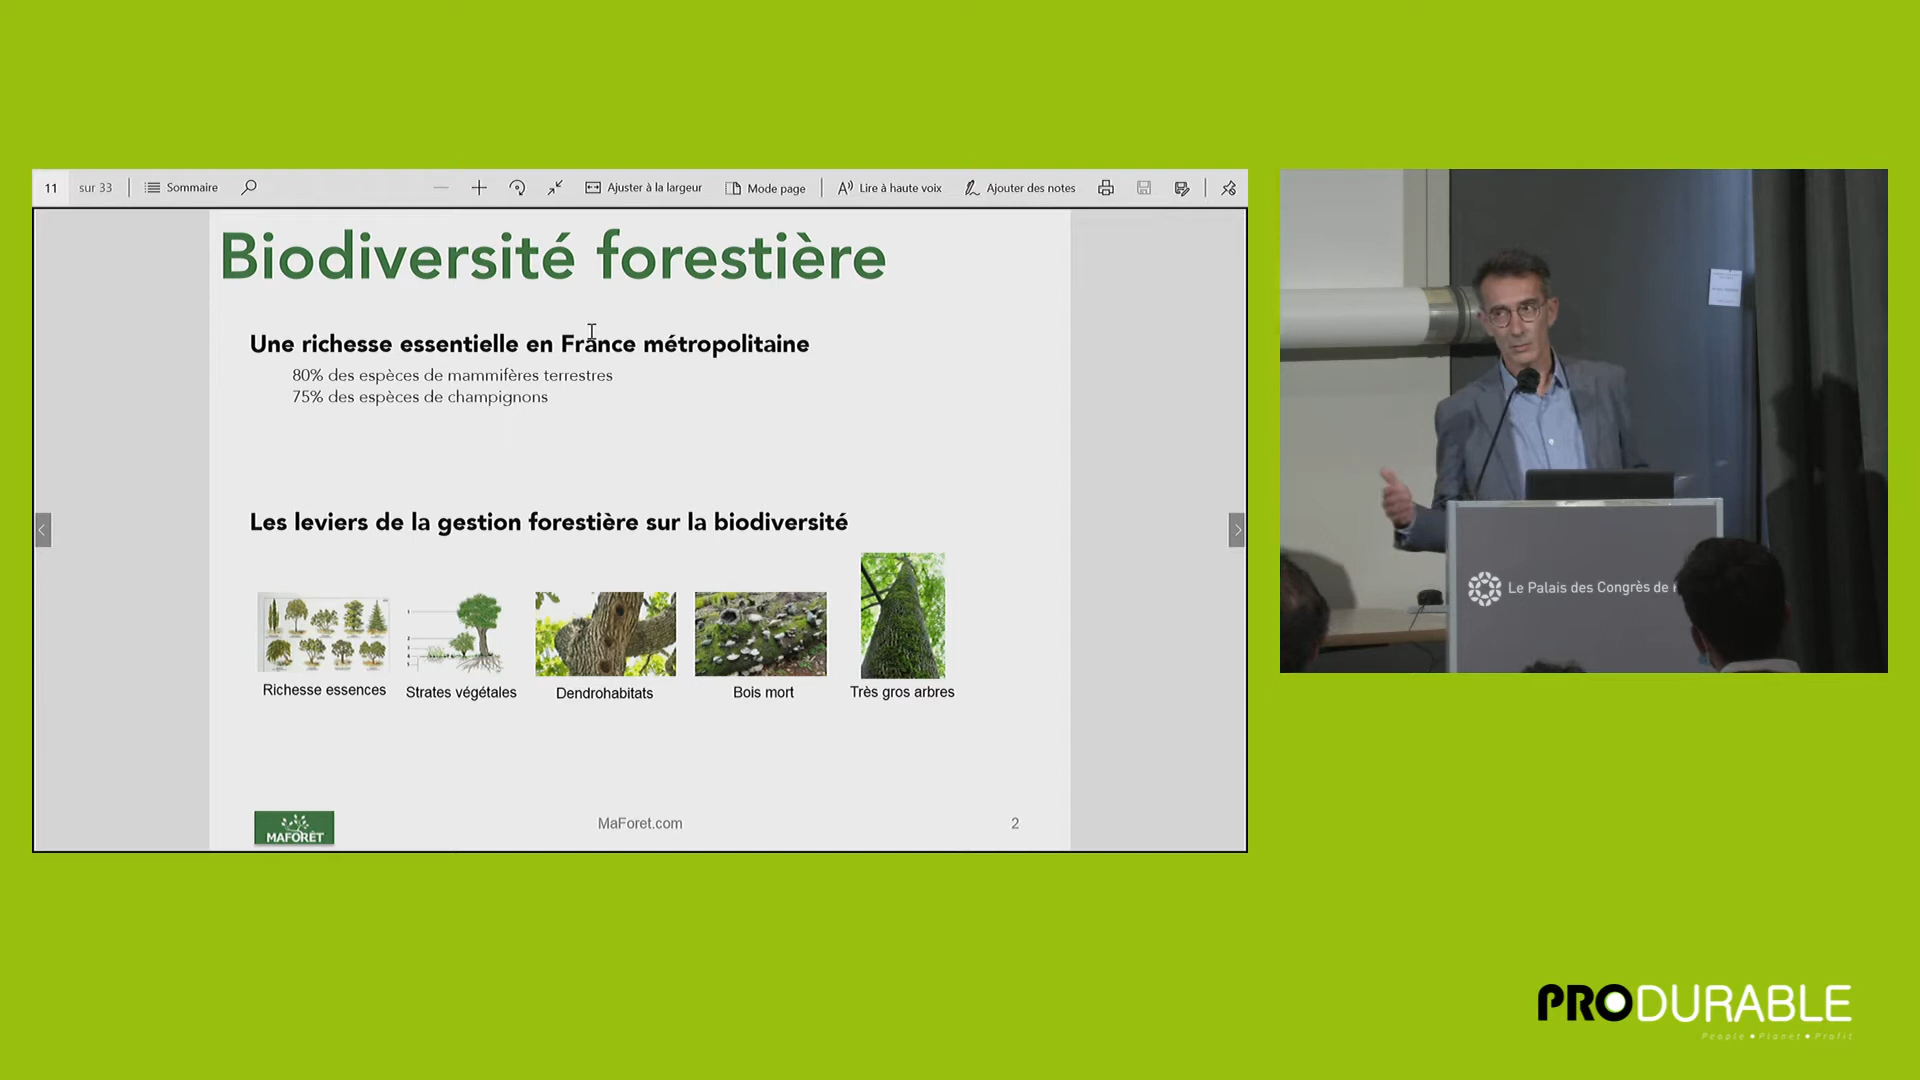 11 sur 33 Sommaire Ajuster à la largeur Mode page Lire à haute voix Ajouter des notes
Biodiversité forestière
Une richesse essentielle en France métropolitaine
80% des espèces de mammifères terrestres
75% des espèces de champignons
Les leviers de la gestion forestière sur la biodiversité
Richesse essences
Strates végétales
Dendrohabitats
Bois mort
Très gros arbres
MAFORÊT
MaForet.com
2
Le Palais des Congrès de
PRODURABLE
People • Planet • Profit